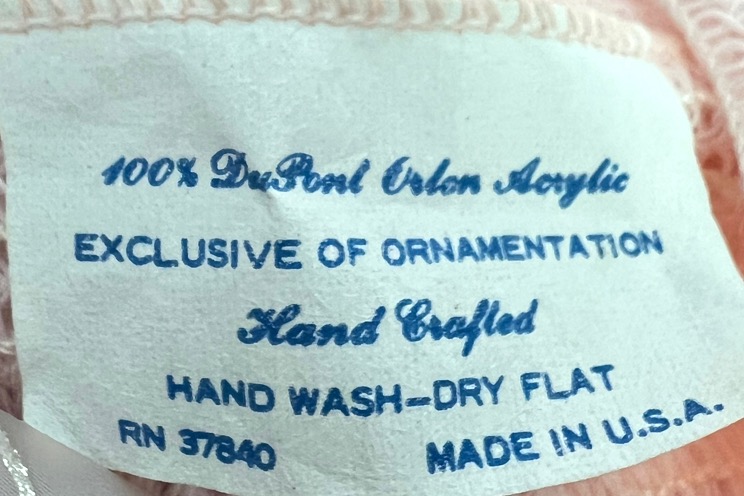 100% DuPont Orlon Acrylic
EXCLUSIVE OF ORNAMENTATION
Hand Crafted
HAND WASH-DRY FLAT
RN 37840
MADE IN U.S.A.